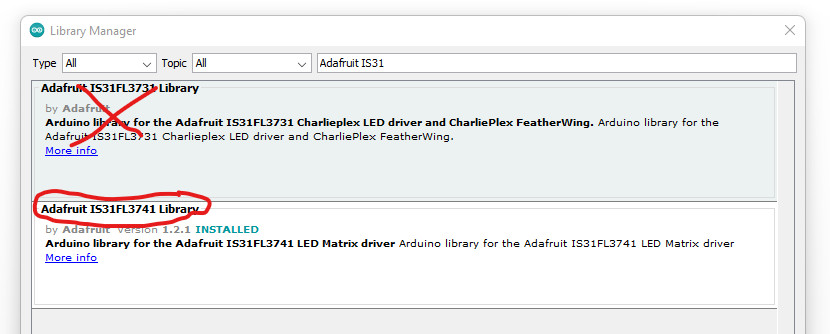 Library Manager
Type All Topic All Adafruit IS31
Adafruit IS31FL3731 Library
by Adafruit
Arduino library for the Adafruit IS31FL3731 Charlieplex LED driver and CharliePlex FeatherWing. Arduino library for the
Adafruit IS31FL3731 Charlieplex LED driver and CharliePlex FeatherWing.
More info
Adafruit IS31FL3741 Library
by Adafruit Version 1.2.1 INSTALLED
Arduino library for the Adafruit IS31FL3741 LED Matrix driver Arduino library for the Adafruit IS31FL3741 LED Matrix driver
More info